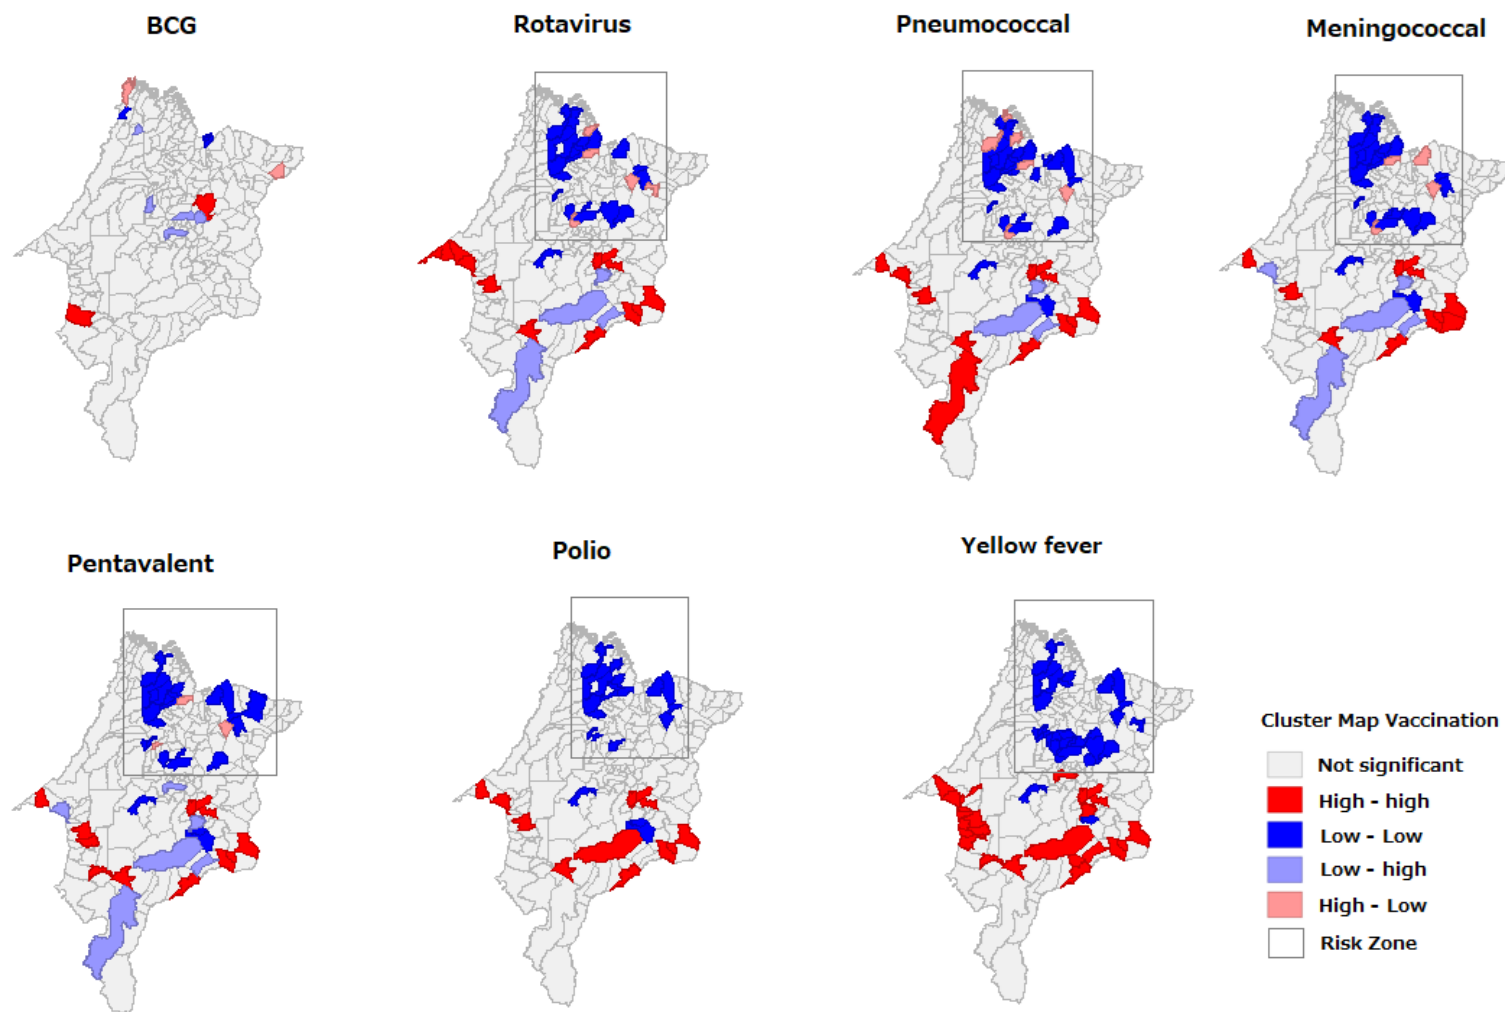 BCG
Rotavirus
Pneumococcal
Meningococcal
Pentavalent
Polio
Yellow fever
Cluster Map Vaccination
Not significant
High - high
Low - Low
Low - high
High - Low
Risk Zone